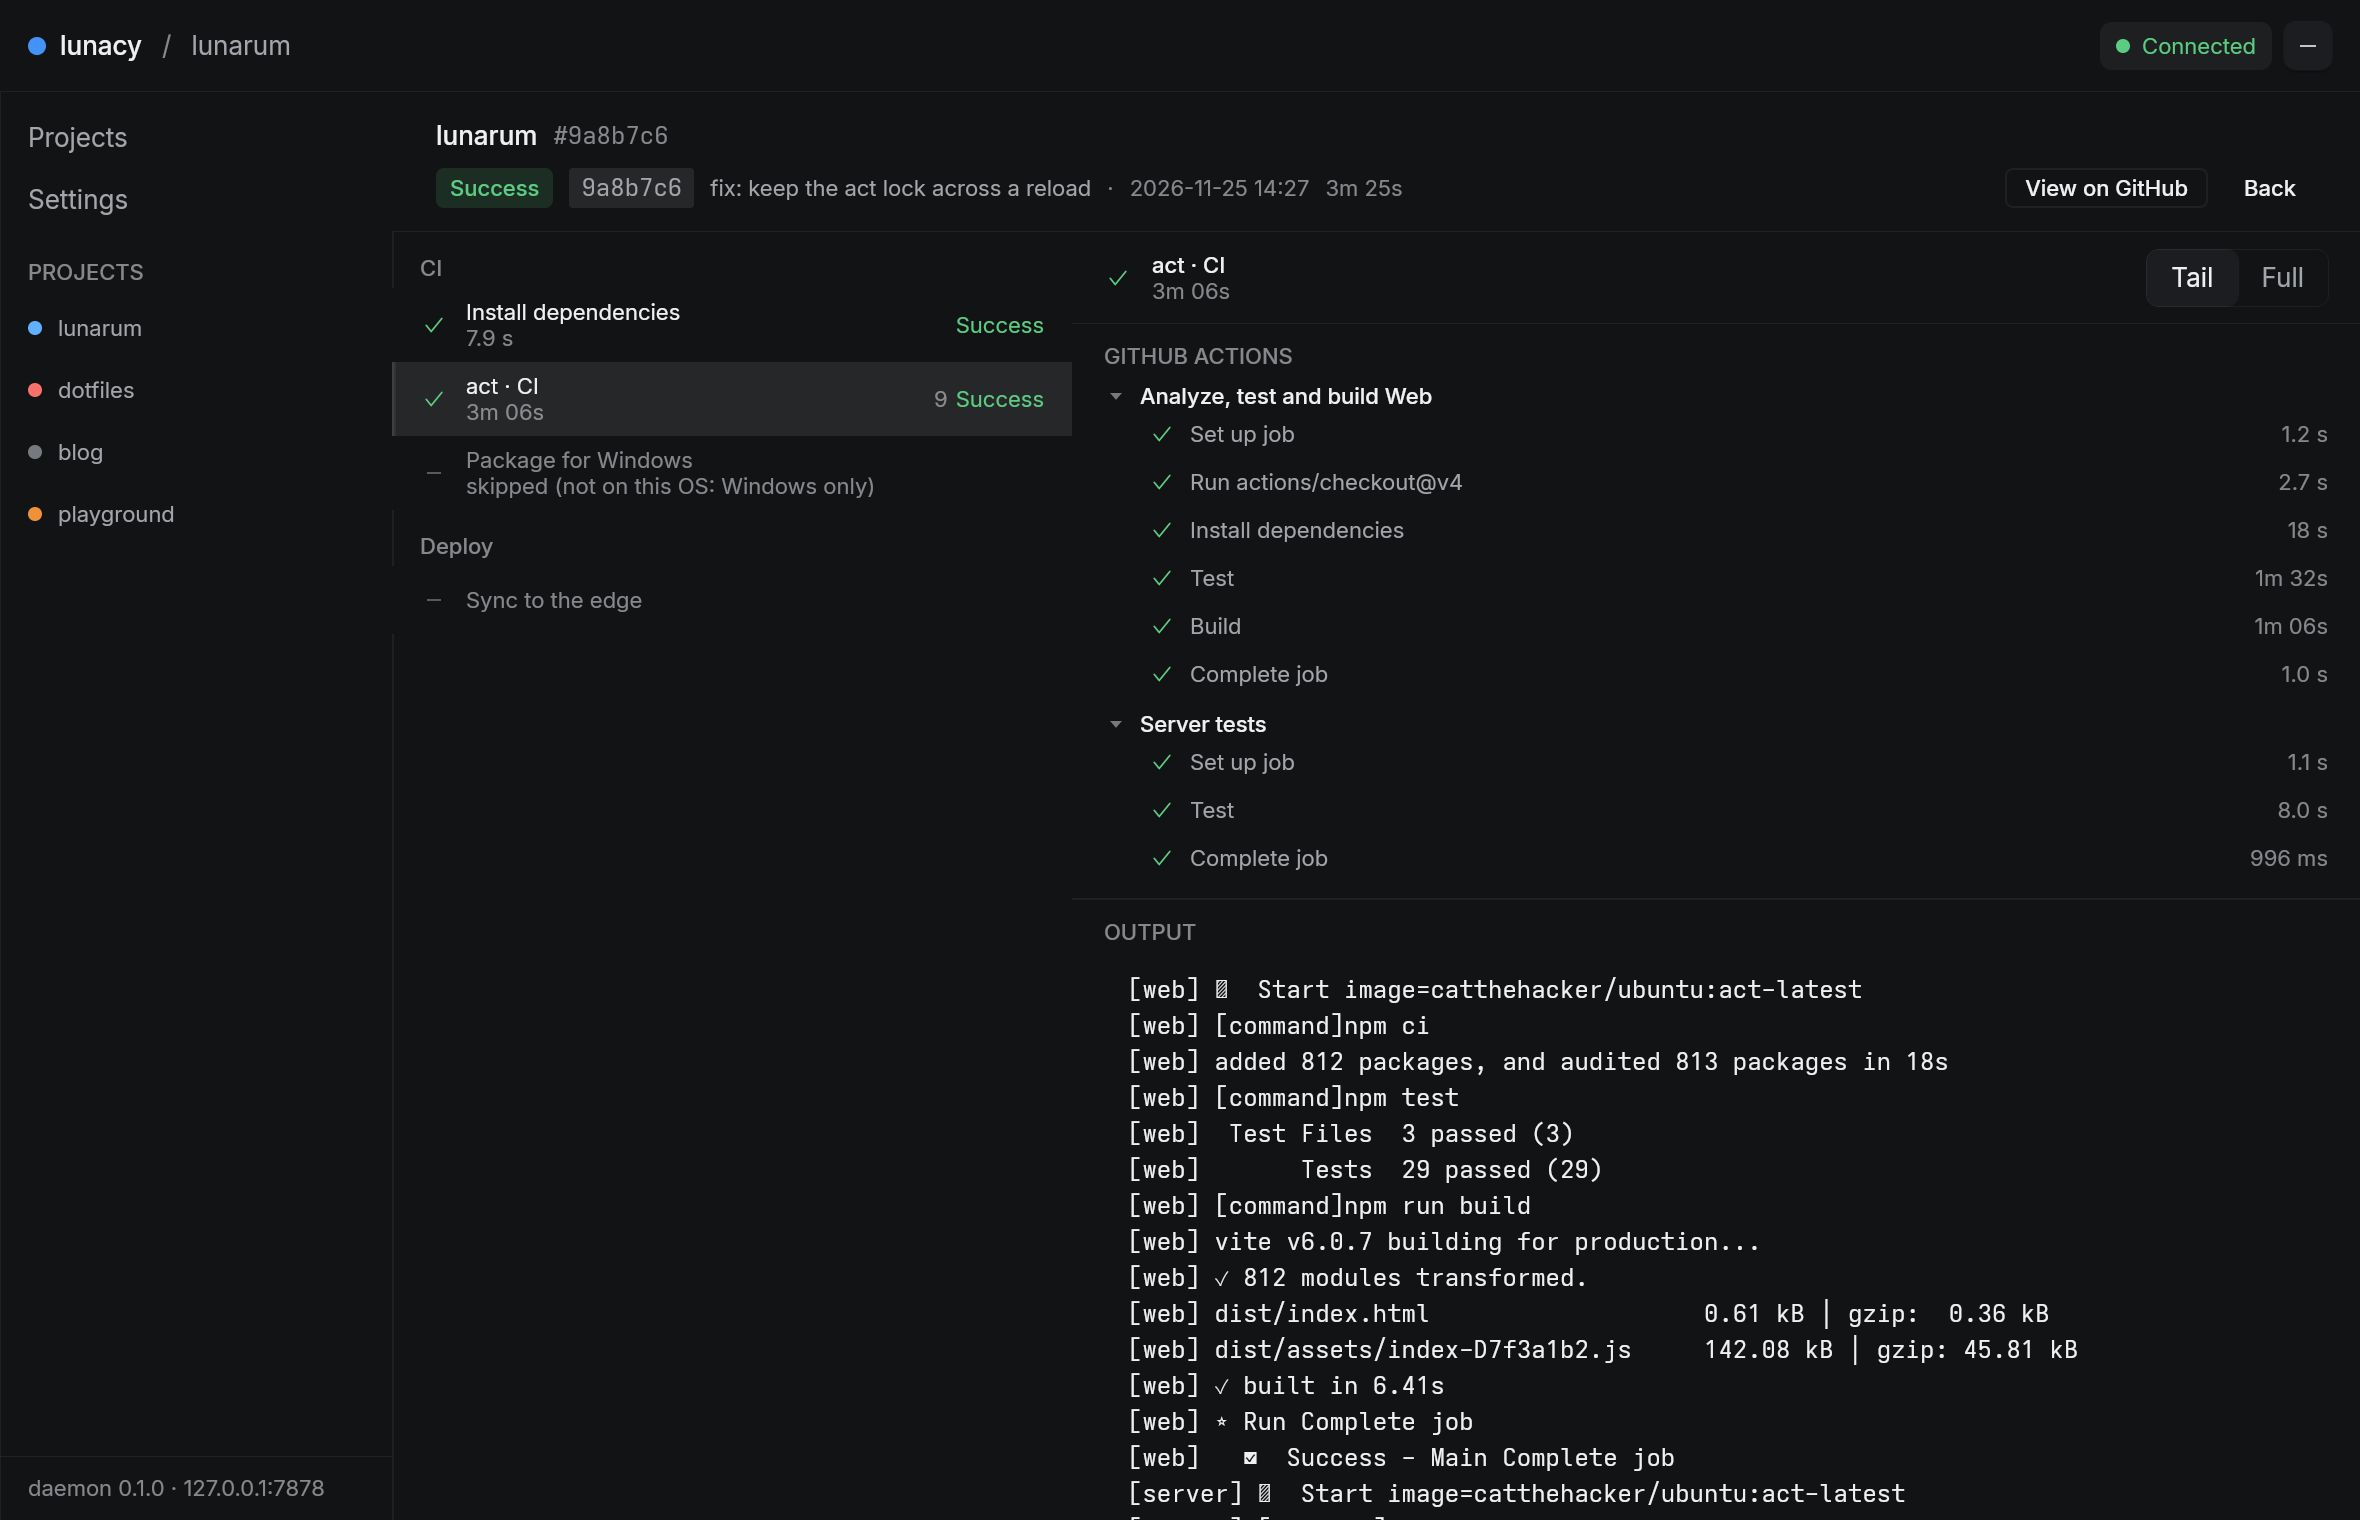 lunacy / lunarum
Connected
Projects
Settings
PROJECTS
lunarum
dotfiles
blog
playground
daemon 0.1.0 · 127.0.0.1:7878
lunarum #9a8b7c6
Success 9a8b7c6 fix: keep the act lock across a reload · 2026-11-25 14:27 3m 25s
View on GitHub Back
CI
Install dependencies
7.9 s
Success
act · CI
3m 06s
9 Success
Package for Windows
skipped (not on this OS: Windows only)
Deploy
Sync to the edge
act · CI
3m 06s
Tail Full
GITHUB ACTIONS
Analyze, test and build Web
Set up job 1.2 s
Run actions/checkout@v4 2.7 s
Install dependencies 18 s
Test 1m 32s
Build 1m 06s
Complete job 1.0 s
Server tests
Set up job 1.1 s
Test 8.0 s
Complete job 996 ms
OUTPUT
[web] Start image=catthehacker/ubuntu:act-latest
[web] [command]npm ci
[web] added 812 packages, and audited 813 packages in 18s
[web] [command]npm test
[web]  Test Files  3 passed (3)
[web]       Tests  29 passed (29)
[web] [command]npm run build
[web] vite v6.0.7 building for production...
[web] ✓ 812 modules transformed.
[web] dist/index.html                   0.61 kB │ gzip:  0.36 kB
[web] dist/assets/index-D7f3a1b2.js     142.08 kB │ gzip: 45.81 kB
[web] ✓ built in 6.41s
[web] ⭐ Run Complete job
[web]   ✅  Success - Main Complete job
[server] Start image=catthehacker/ubuntu:act-latest